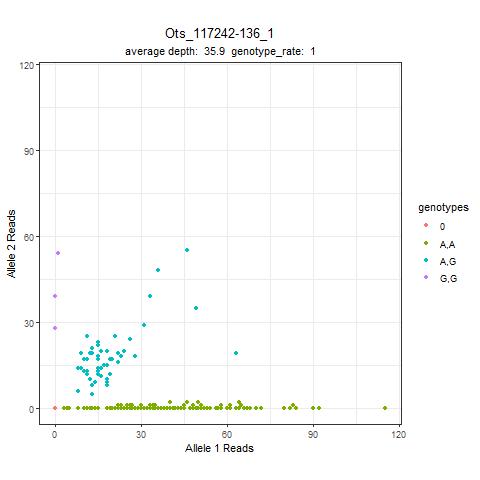 Ots_117242-136_1
average depth: 35.9 genotype_rate: 1
120
90
60
30
0
Allele 2 Reads
0
30
60
90
120
Allele 1 Reads
genotypes
0
A,A
A,G
G,G